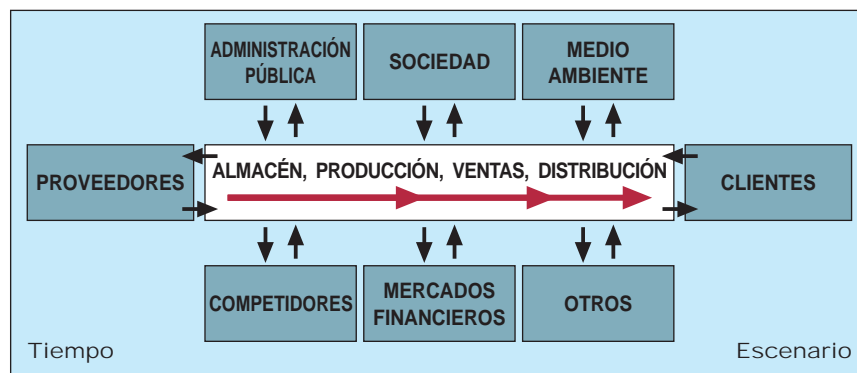 ADMINISTRACIÓN
PÚBLICA
SOCIEDAD
MEDIO
AMBIENTE
PROVEEDORES
ALMACÉN, PRODUCCIÓN, VENTAS, DISTRIBUCIÓN
CLIENTES
COMPETIDORES
MERCADOS
FINANCIEROS
OTROS
Tiempo
Escenario